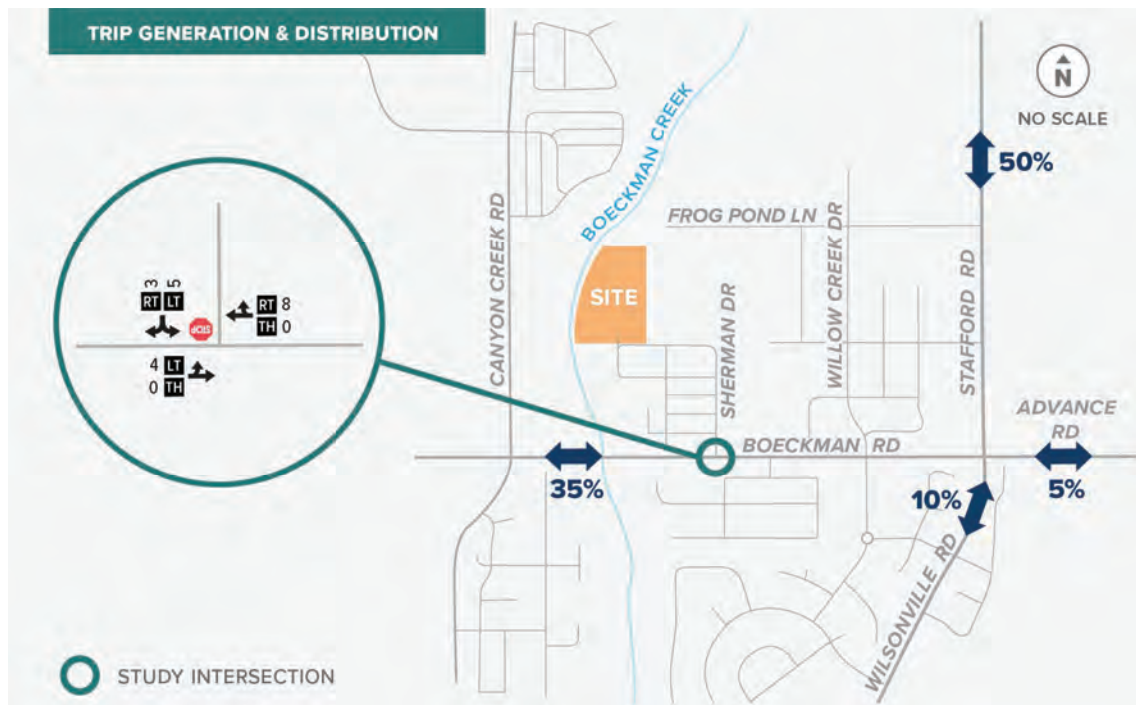 TRIP GENERATION & DISTRIBUTION
N
NO SCALE
BOECKMAN CREEK
CANYON CREEK RD
50%
FROG POND LN
WILLOW CREEK DR
STAFFORD RD
SITE
SHERMAN DR
3 5
RT LT
STOP
RT 8
TH 0
4 LT
0 TH
ADVANCE
RD
BOECKMAN RD
35%
5%
10%
WILSONVILLE RD
STUDY INTERSECTION